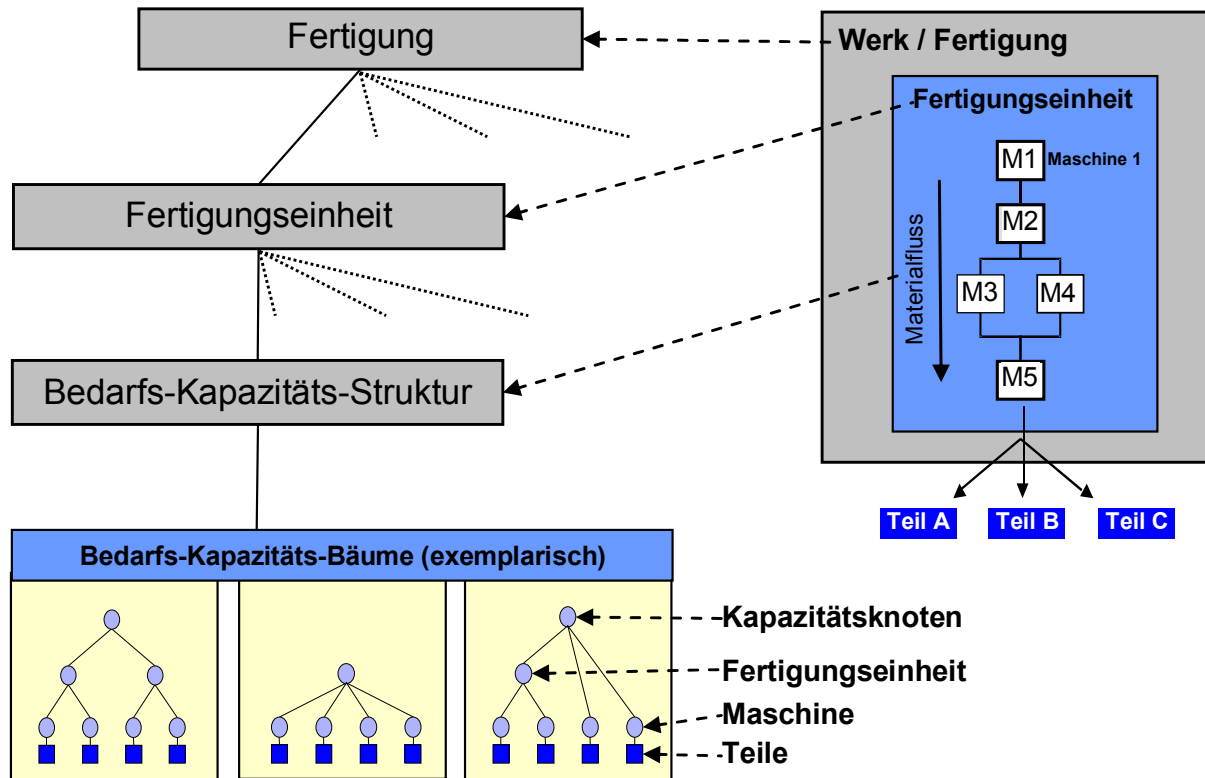 Fertigung
Werk / Fertigung
Fertigungseinheit
M1 Maschine 1
Fertigungseinheit
M2
Materialfluss
M3 M4
Bedarfs-Kapazitäts-Struktur
M5
Teil A Teil B Teil C
Bedarfs-Kapazitäts-Bäume (exemplarisch)
Kapazitätsknoten
Fertigungseinheit
Maschine
Teile